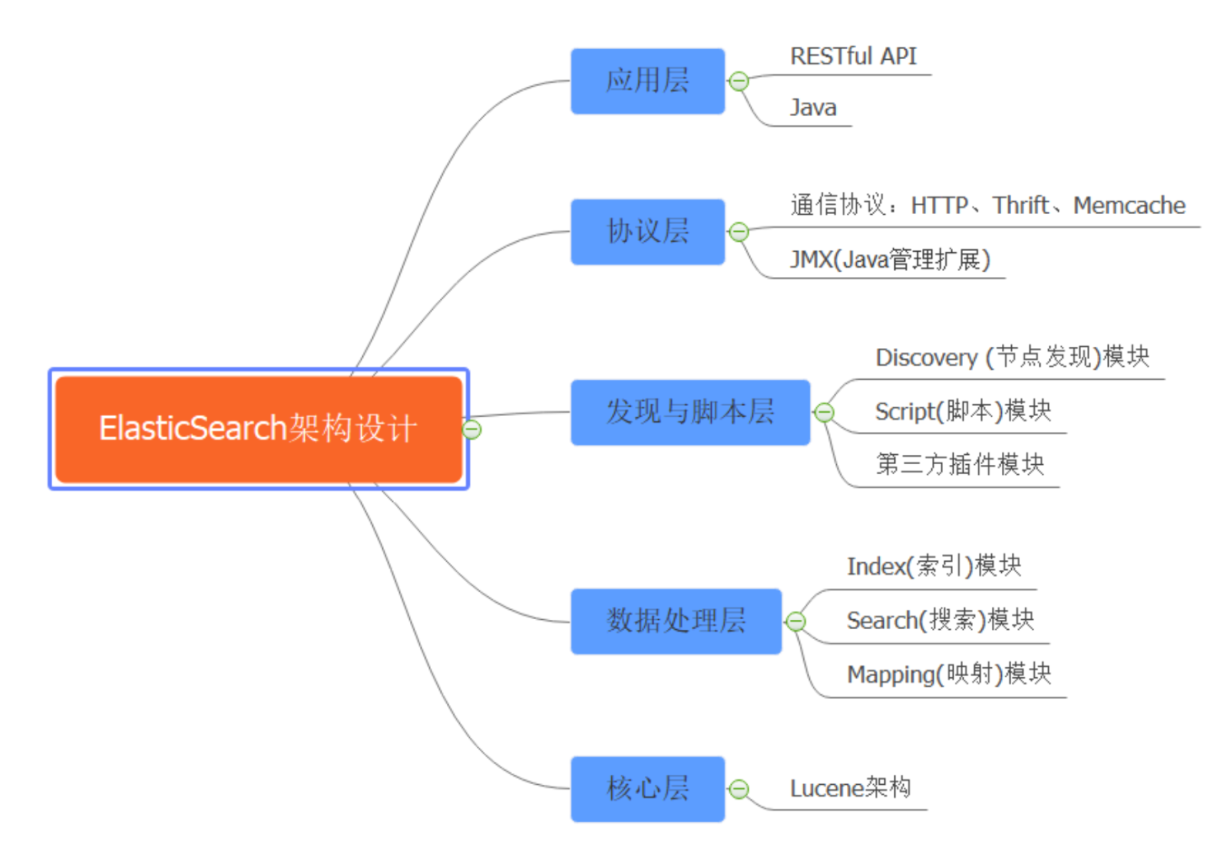 ElasticSearch架构设计
应用层
RESTful API
Java
协议层
通信协议：HTTP、Thrift、Memcache
JMX(Java管理扩展)
发现与脚本层
Discovery (节点发现)模块
Script(脚本)模块
第三方插件模块
数据处理层
Index(索引)模块
Search(搜索)模块
Mapping(映射)模块
核心层
Lucene架构